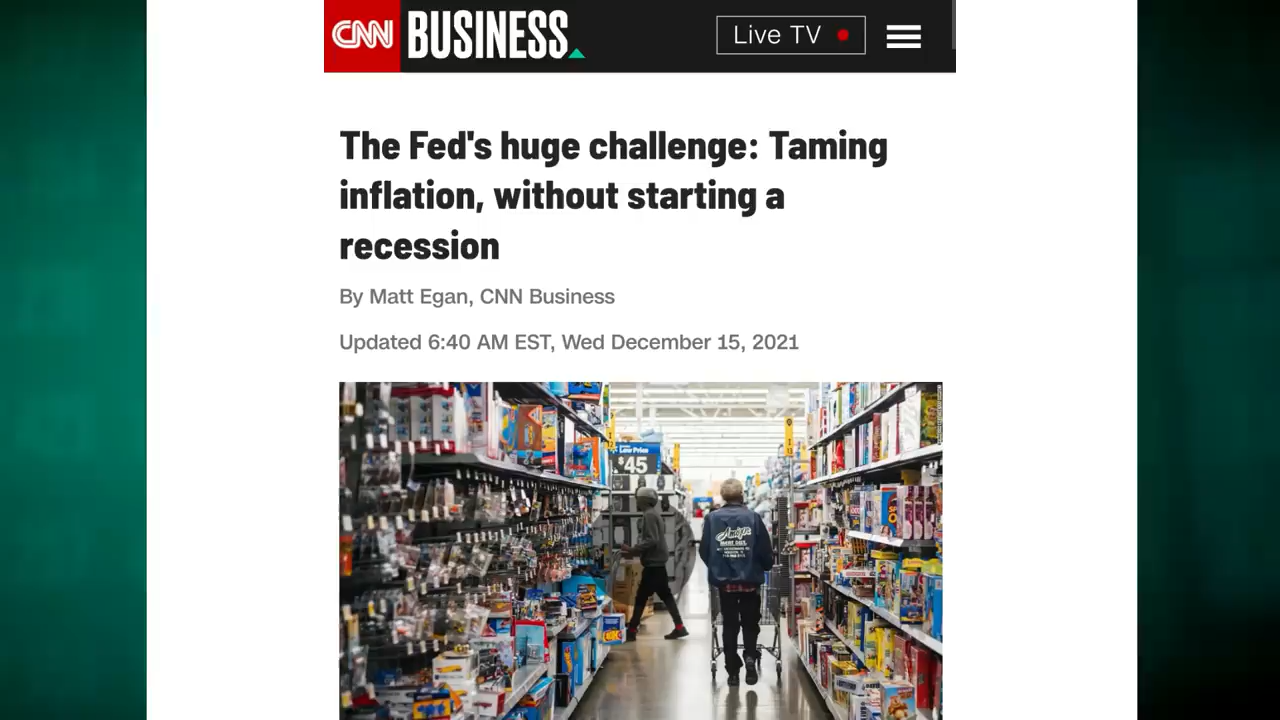 CNN BUSINESS
Live TV
The Fed's huge challenge: Taming
inflation, without starting a
recession
By Matt Egan, CNN Business
Updated 6:40 AM EST, Wed December 15, 2021
Low Price
$45
Amigo